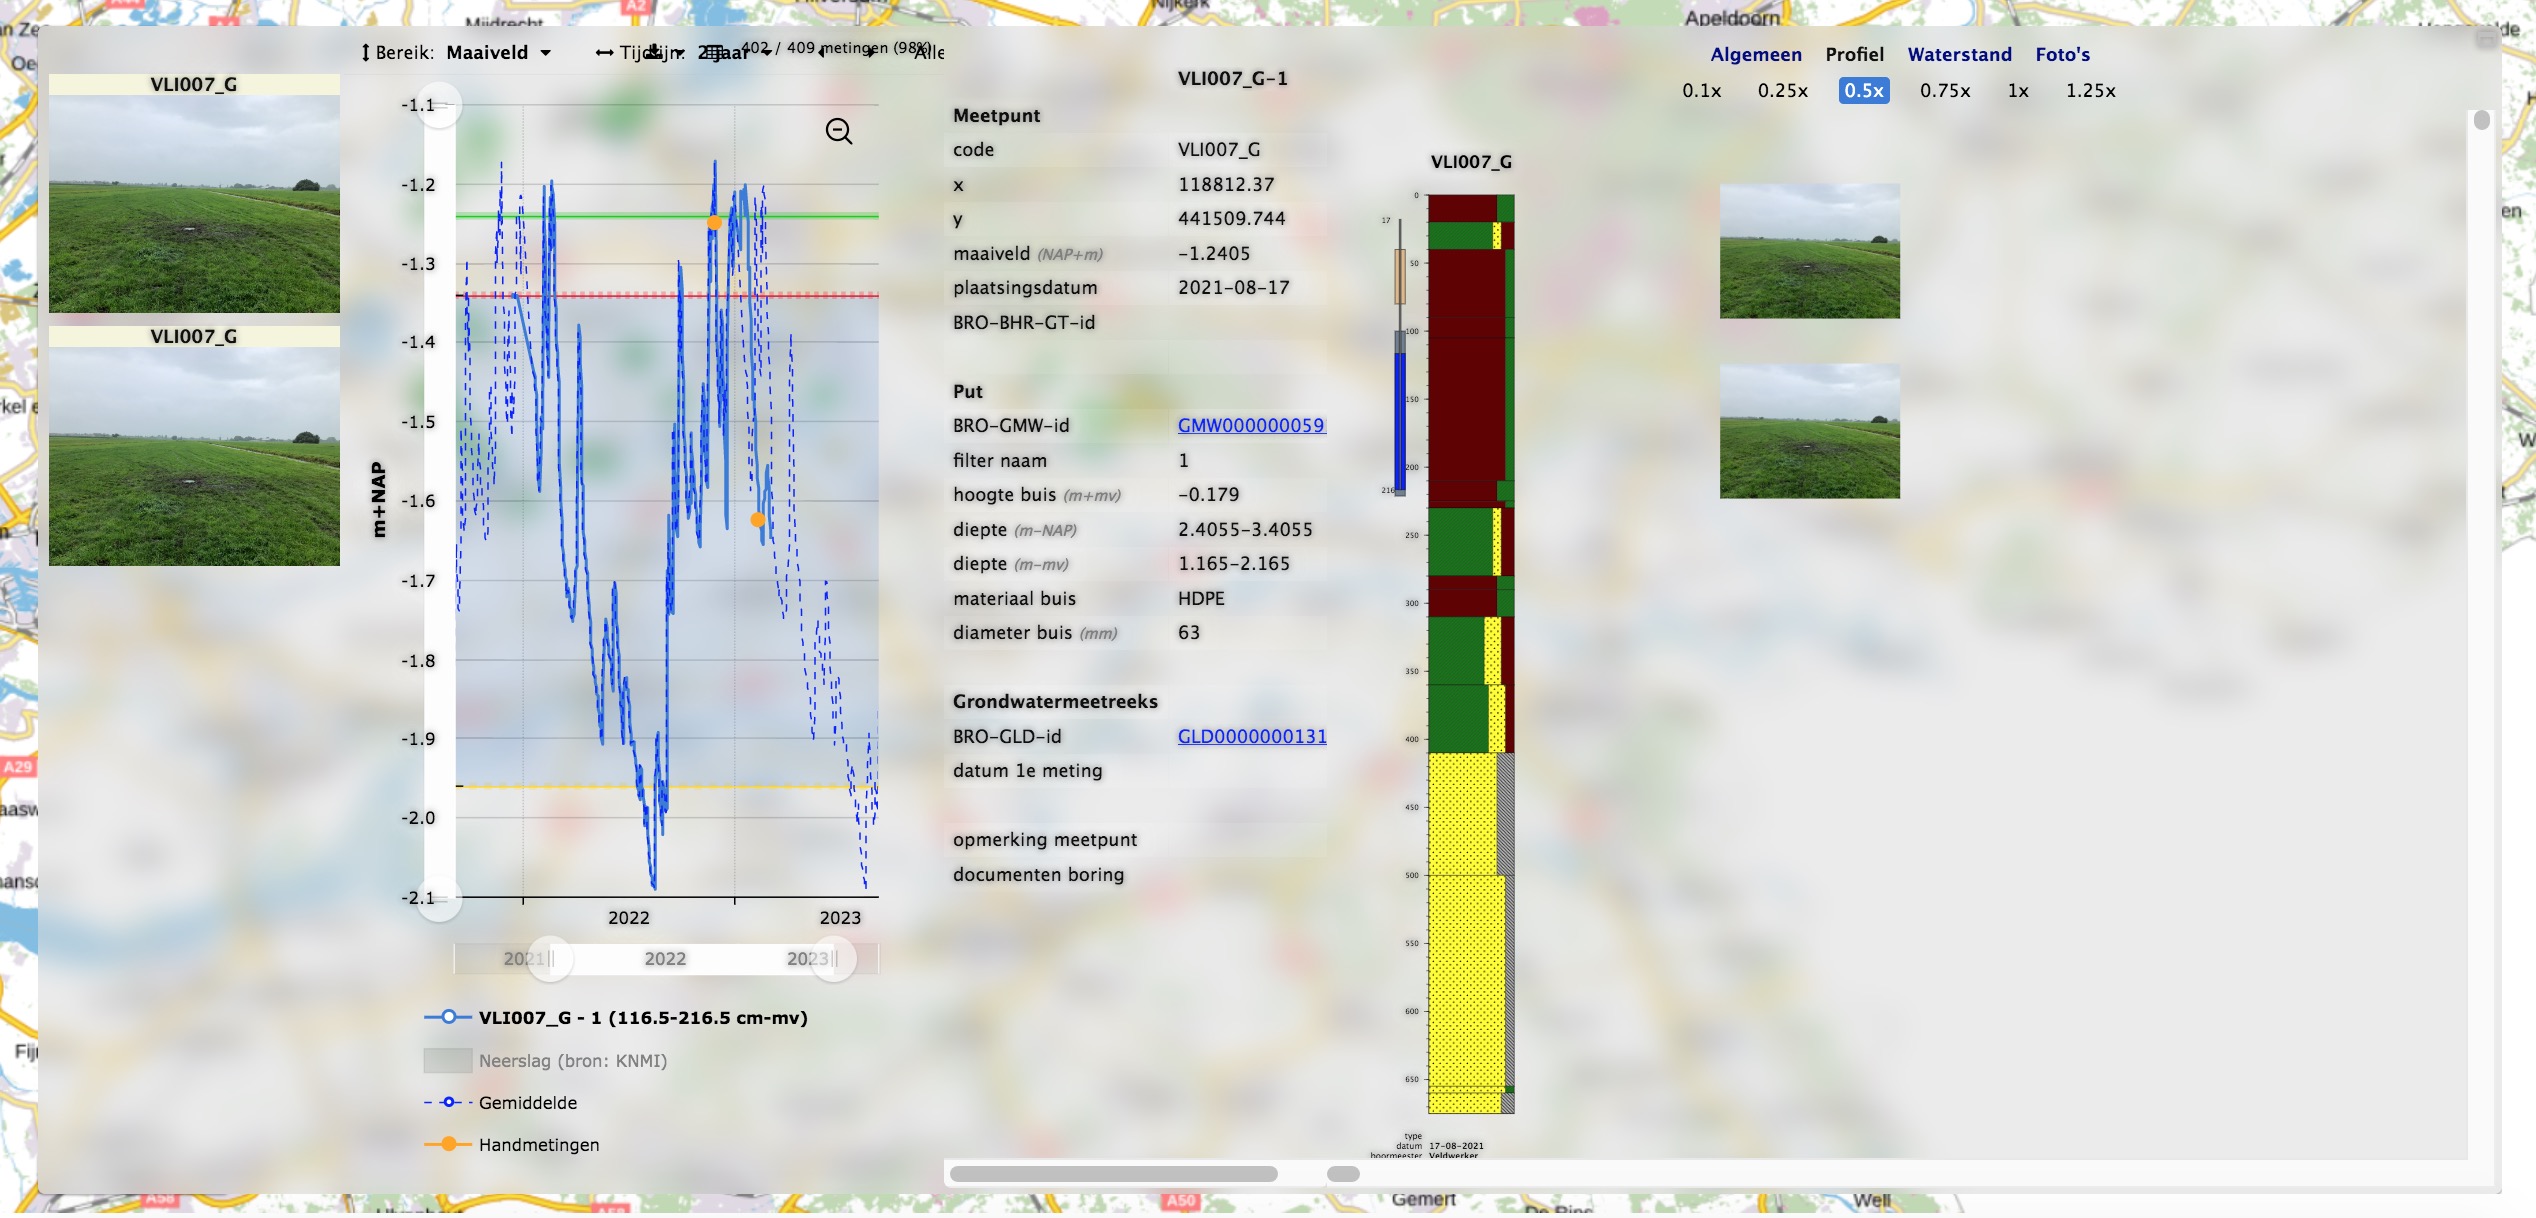 Mijdrecht
A2
Nijkerk
Apeldoorn
Bereik: Maaiveld
Tijdlijn: 2 jaar
402 / 409 metingen (98%)
Alle
VLI007_G
VLI007_G
m+NAP
-1.1
-1.2
-1.3
-1.4
-1.5
-1.6
-1.7
-1.8
-1.9
-2.0
-2.1
2022
2023
2021
2022
2023
VLI007_G - 1 (116.5-216.5 cm-mv)
Neerslag (bron: KNMI)
Gemiddelde
Handmetingen
VLI007_G-1
Meetpunt
code VLI007_G
x 118812.37
y 441509.744
maaiveld (NAP+m) -1.2405
plaatsingsdatum 2021-08-17
BRO-BHR-GT-id
Put
BRO-GMW-id GMW000000059
filter naam 1
hoogte buis (m+mv) -0.179
diepte (m-NAP) 2.4055-3.4055
diepte (m-mv) 1.165-2.165
materiaal buis HDPE
diameter buis (mm) 63
Grondwatermeetreeks
BRO-GLD-id GLD0000000131
datum 1e meting
opmerking meetpunt
documenten boring
Algemeen Profiel Waterstand Foto's
0.1x 0.25x 0.5x 0.75x 1x 1.25x
VLI007_G
17
216
0
50
100
150
200
250
300
350
400
450
500
550
600
650
type
datum 17-08-2021
boormeester Veldwerker
A29
A58
A50
Gemert
Well